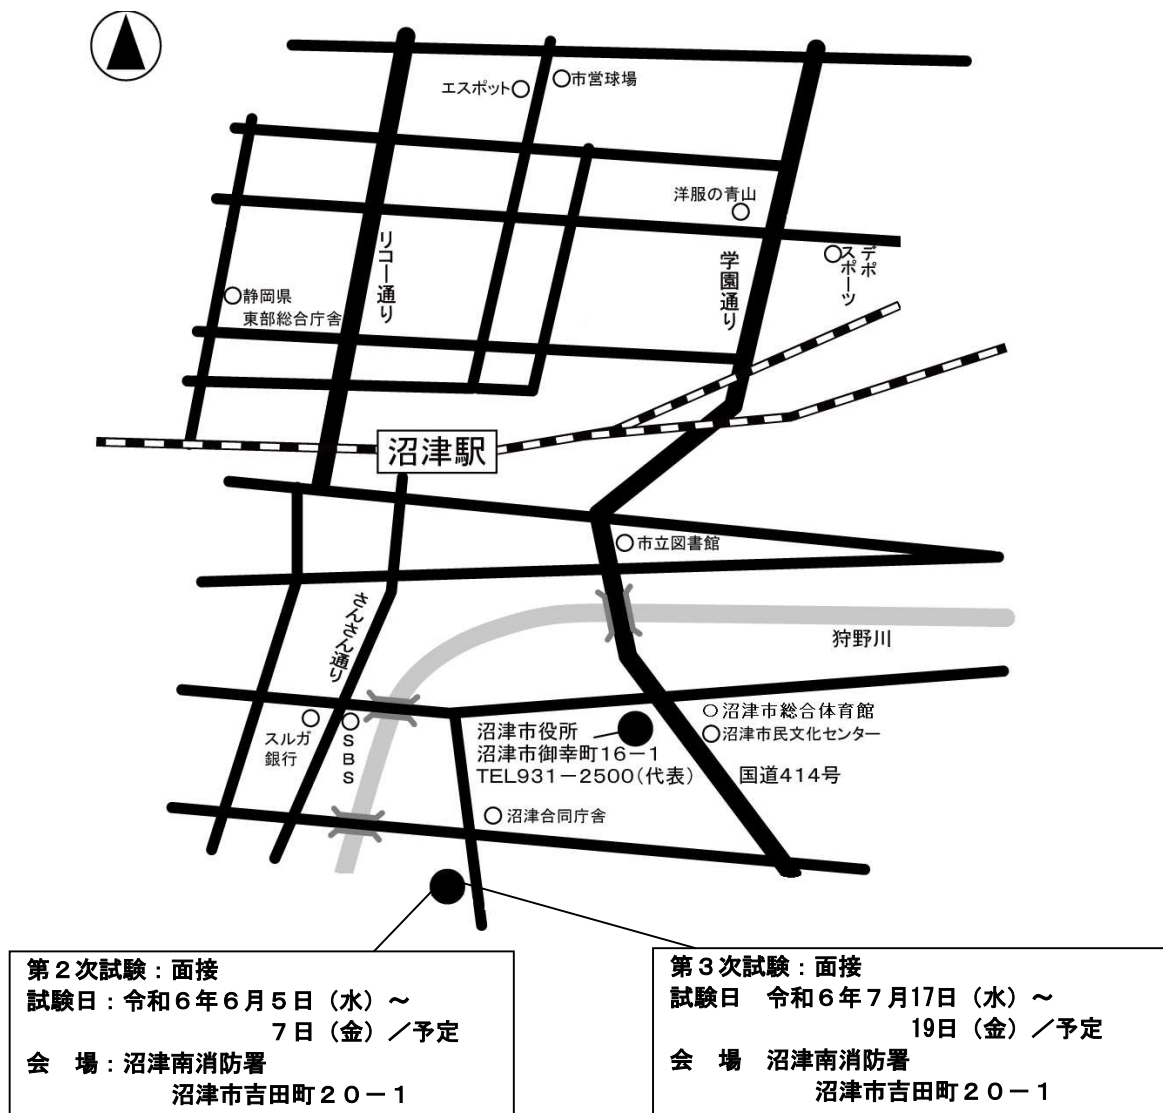 エスポット
市営球場
洋服の青山
デポ
スポーツ
学園通り
リコー通り
静岡県
東部総合庁舎
沼津駅
市立図書館
さんさん通り
狩野川
沼津市総合体育館
沼津市民文化センター
スルガ
銀行
SBS
沼津市役所
沼津市御幸町16-1
TEL931-2500(代表)
国道414号
沼津合同庁舎
第2次試験:面接
試験日:令和6年6月5日(水)~
7日(金)/予定
会 場:沼津南消防署
沼津市吉田町20-1
第3次試験:面接
試験日 令和6年7月17日(水)~
19日(金)/予定
会 場 沼津南消防署
沼津市吉田町20-1